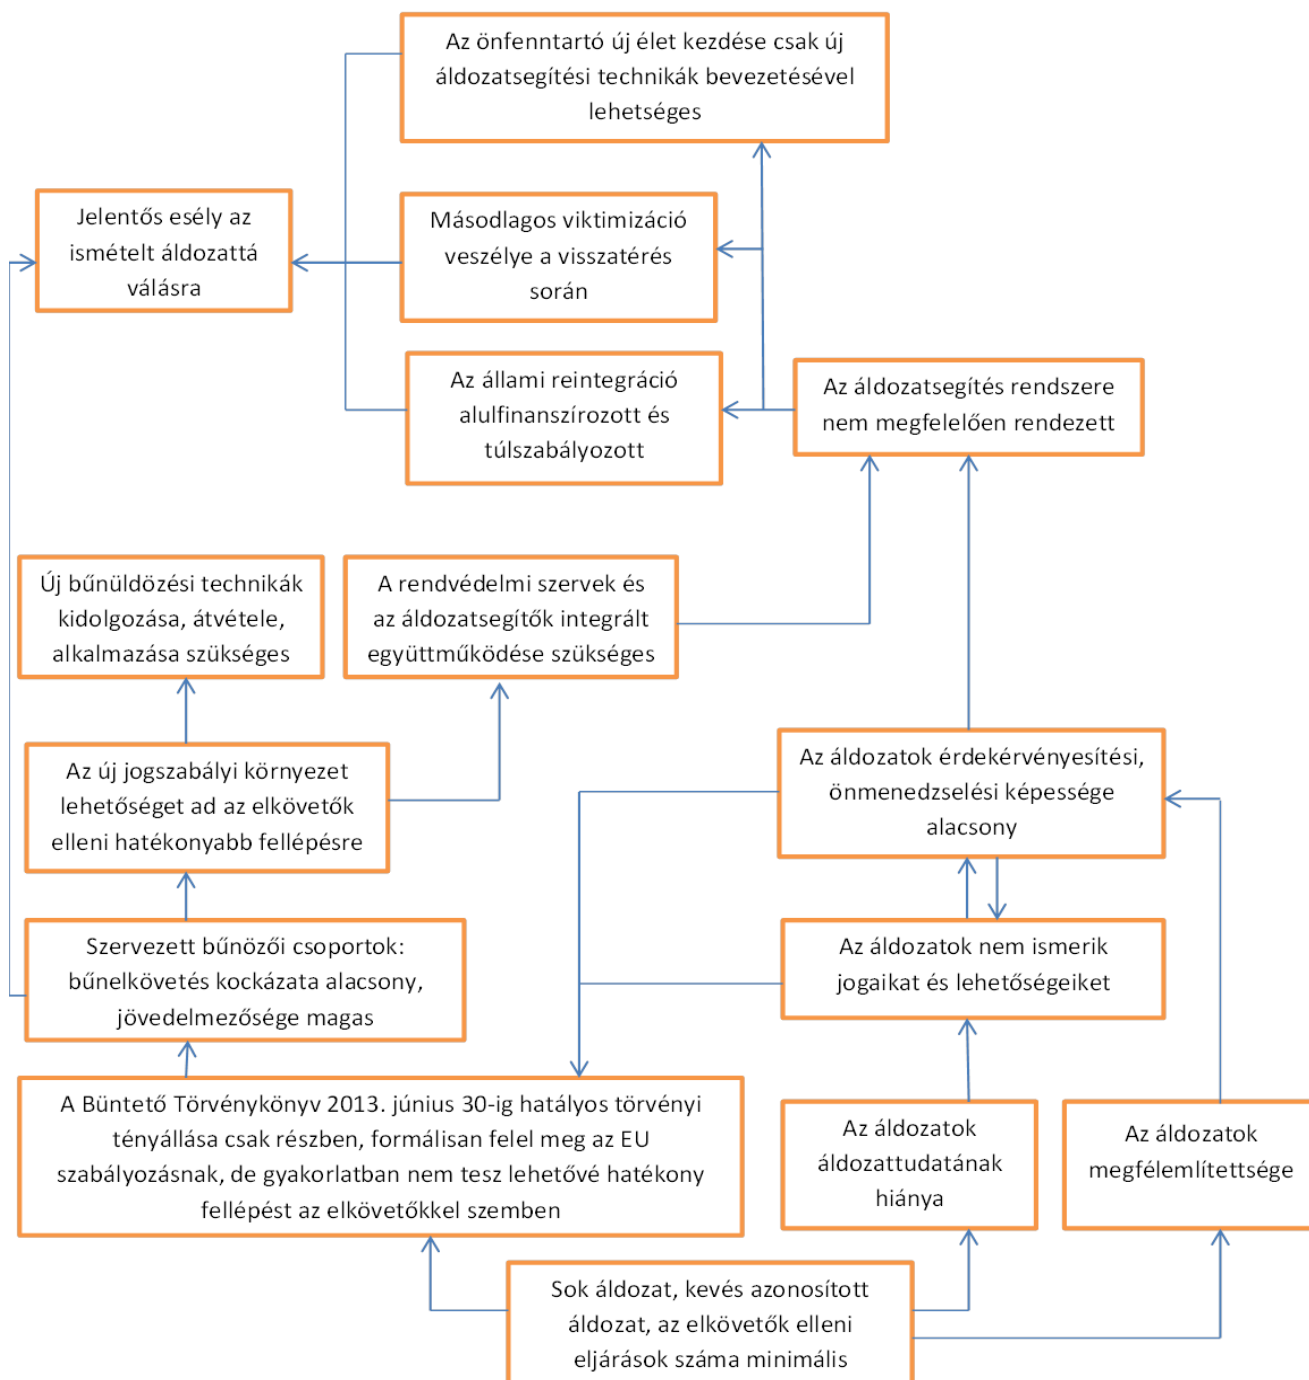 Az önfenntartó új élet kezdése csak új
áldozatsegítési technikák bevezetésével
lehetséges
Jelentős esély az
ismételt áldozattá
válásra
Másodlagos viktimizáció
veszélye a visszatérés
során
Az állami reintegráció
alulfinanszírozott és
túlszabályozott
Az áldozatsegítés rendszere
nem megfelelően rendezett
Új bűnüldözési technikák
kidolgozása, átvétele,
alkalmazása szükséges
A rendvédelmi szervek és
az áldozatsegítők integrált
együttműködése szükséges
Az új jogszabályi környezet
lehetőséget ad az elkövetők
elleni hatékonyabb fellépésre
Az áldozatok érdekérvényesítési,
önmenedzselési képessége
alacsony
Szervezett bűnözői csoportok:
bűnelkövetés kockázata alacsony,
jövedelmezősége magas
Az áldozatok nem ismerik
jogaikat és lehetőségeiket
A Büntető Törvénykönyv 2013. június 30-ig hatályos törvényi
tényállása csak részben, formálisan felel meg az EU
szabályozásnak, de gyakorlatban nem tesz lehetővé hatékony
fellépést az elkövetőkkel szemben
Az áldozatok
áldozattudatának
hiánya
Az áldozatok
megfélemlítettsége
Sok áldozat, kevés azonosított
áldozat, az elkövetők elleni
eljárások száma minimális